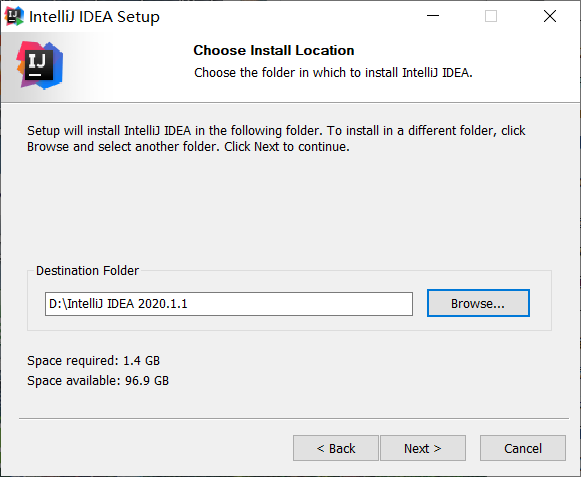 IntelliJ IDEA Setup
IJ
Choose Install Location
Choose the folder in which to install IntelliJ IDEA.
Setup will install IntelliJ IDEA in the following folder. To install in a different folder, click
Browse and select another folder. Click Next to continue.
Destination Folder
D:\IntelliJ IDEA 2020.1.1
Browse...
Space required: 1.4 GB
Space available: 96.9 GB
< Back
Next >
Cancel